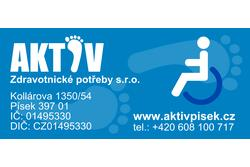 AKTIV
Zdravotnické potřeby s.r.o.
Kollárova 1350/54
Písek 397 01
IČ: 01495330
DIČ: CZ01495330
www.aktivpisek.cz
tel.: +420 608 100 717